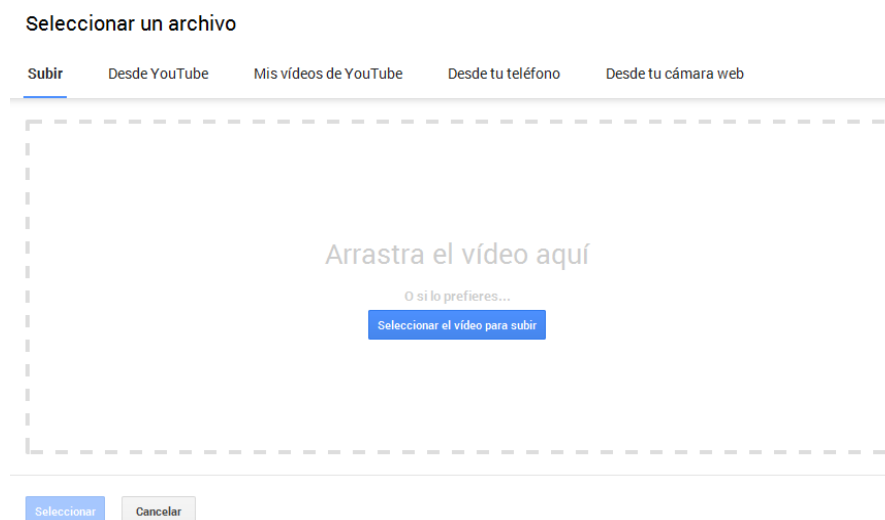 Seleccionar un archivo
Subir Desde YouTube Mis vídeos de YouTube Desde tu teléfono Desde tu cámara web
Arrastra el vídeo aquí
O si lo prefieres...
Seleccionar el vídeo para subir
Seleccionar Cancelar